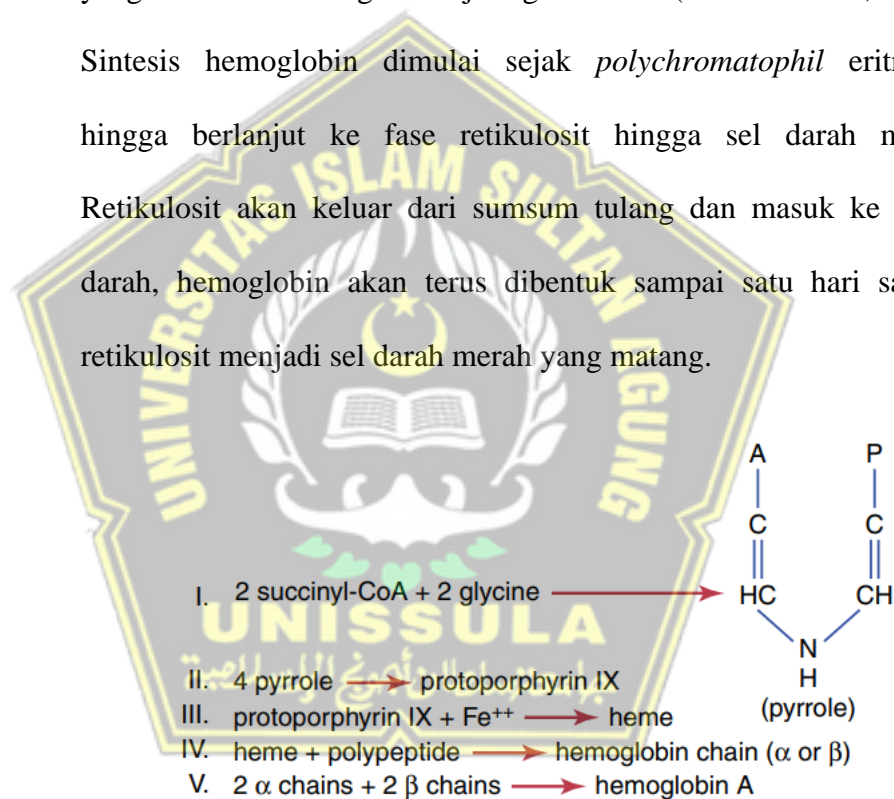 Sintesis hemoglobin dimulai sejak polychromatophil
hingga berlanjut ke fase retikulosit hingga sel darah
Retikulosit akan keluar dari sumsum tulang dan masuk ke
darah, hemoglobin akan terus dibentuk sampai satu hari
retikulosit menjadi sel darah merah yang matang.
UNIVERSITAS ISLAM SULTAN AGUNG
A P
C C
I. 2 succinyl-CoA + 2 glycine
HC CH
UNISSULA
N
H
II. 4 pyrrole → protoporphyrin IX
(pyrrole)
III. protoporphyrin IX + Fe⁺⁺ → heme
IV. heme + polypeptide → hemoglobin chain (α or β)
V. 2 α chains + 2 β chains → hemoglobin A